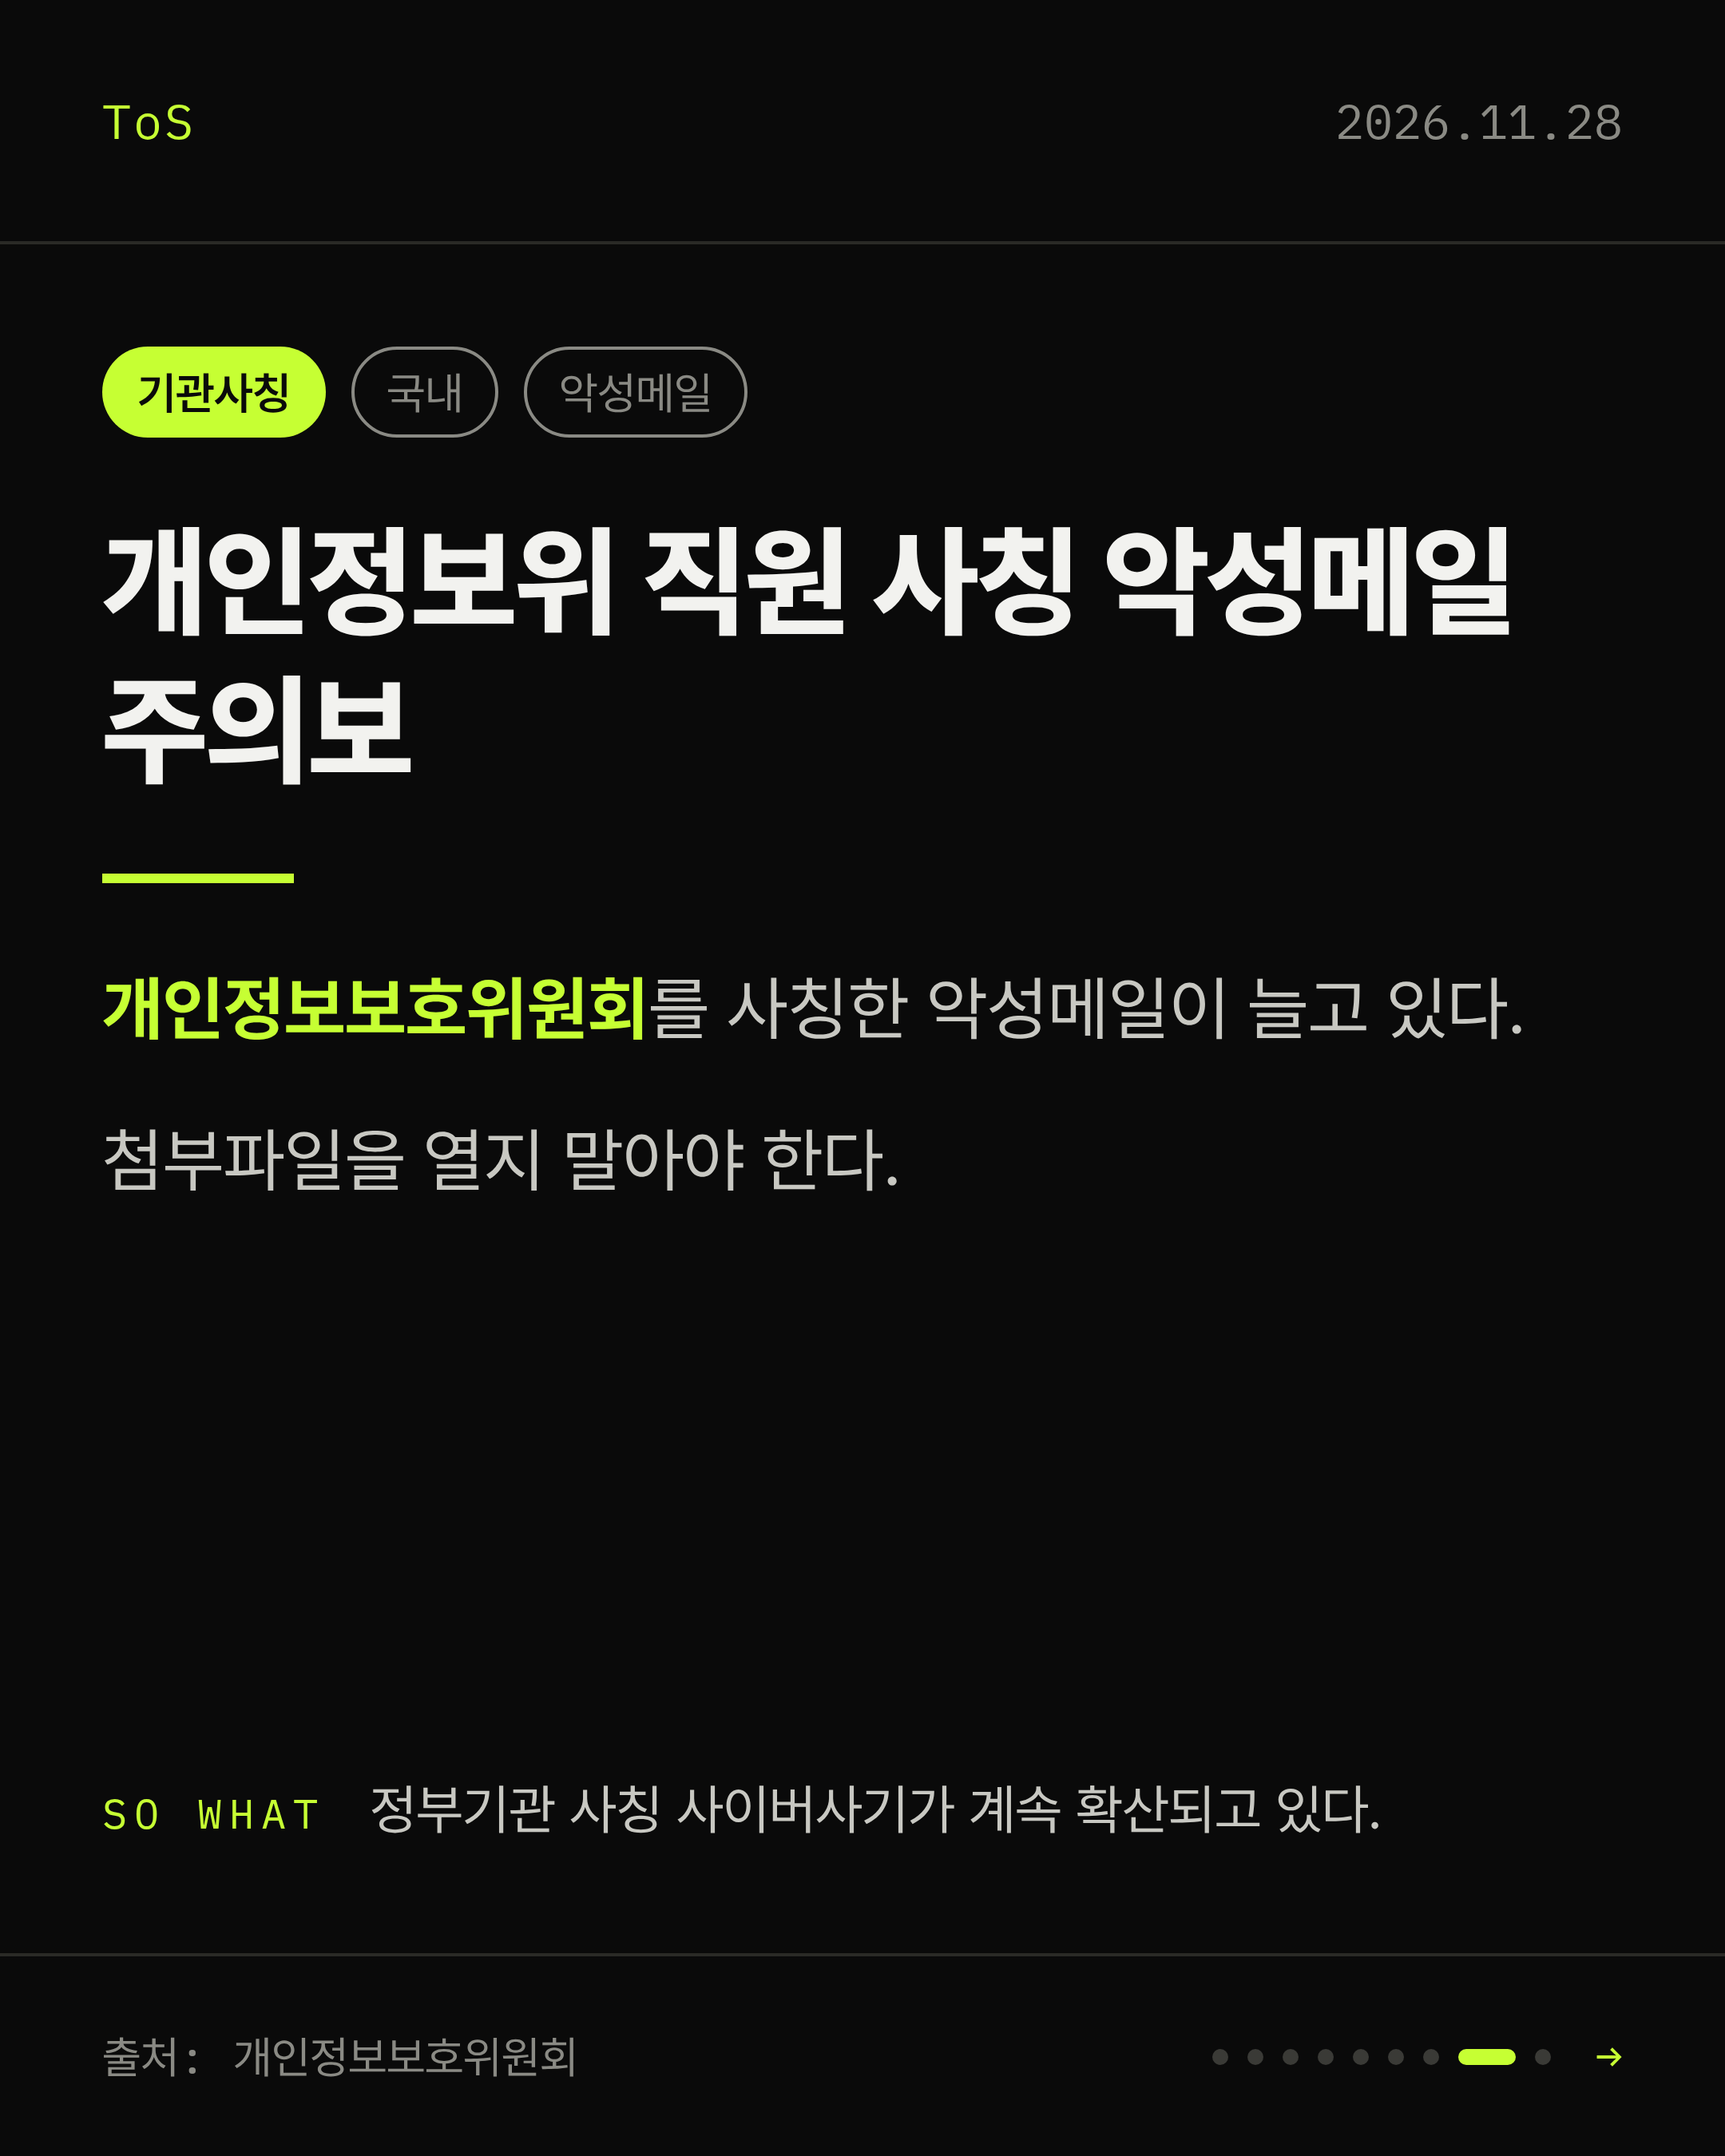 ToS
2026.11.28
기관사칭
국내
악성메일
개인정보위 직원 사칭 악성메일
주의보
개인정보보호위원회를 사칭한 악성메일이 늘고 있다.
첨부파일을 열지 말아야 한다.
SO WHAT 정부기관 사칭 사이버사기가 계속 확산되고 있다.
출처: 개인정보보호위원회
→